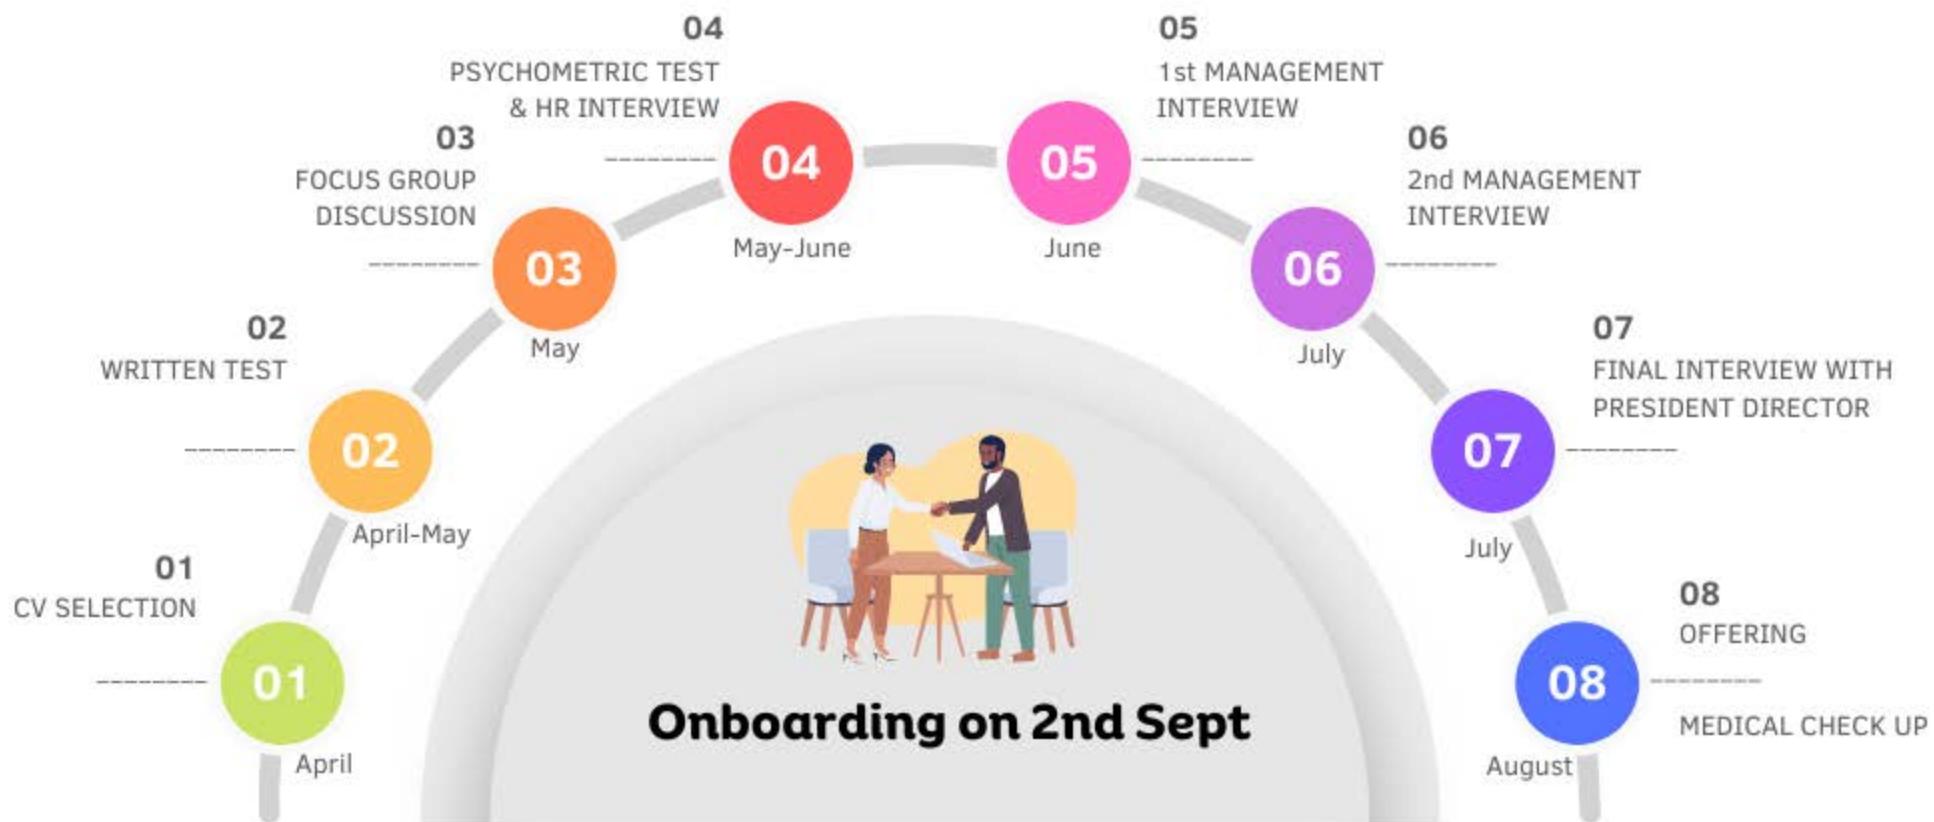 01
CV SELECTION
01
April
02
WRITTEN TEST
02
April-May
03
FOCUS GROUP
DISCUSSION
03
May
04
PSYCHOMETRIC TEST
& HR INTERVIEW
04
May-June
05
1st MANAGEMENT
INTERVIEW
05
June
06
2nd MANAGEMENT
INTERVIEW
06
July
07
FINAL INTERVIEW WITH
PRESIDENT DIRECTOR
07
July
08
OFFERING
08
MEDICAL CHECK UP
August
Onboarding on 2nd Sept